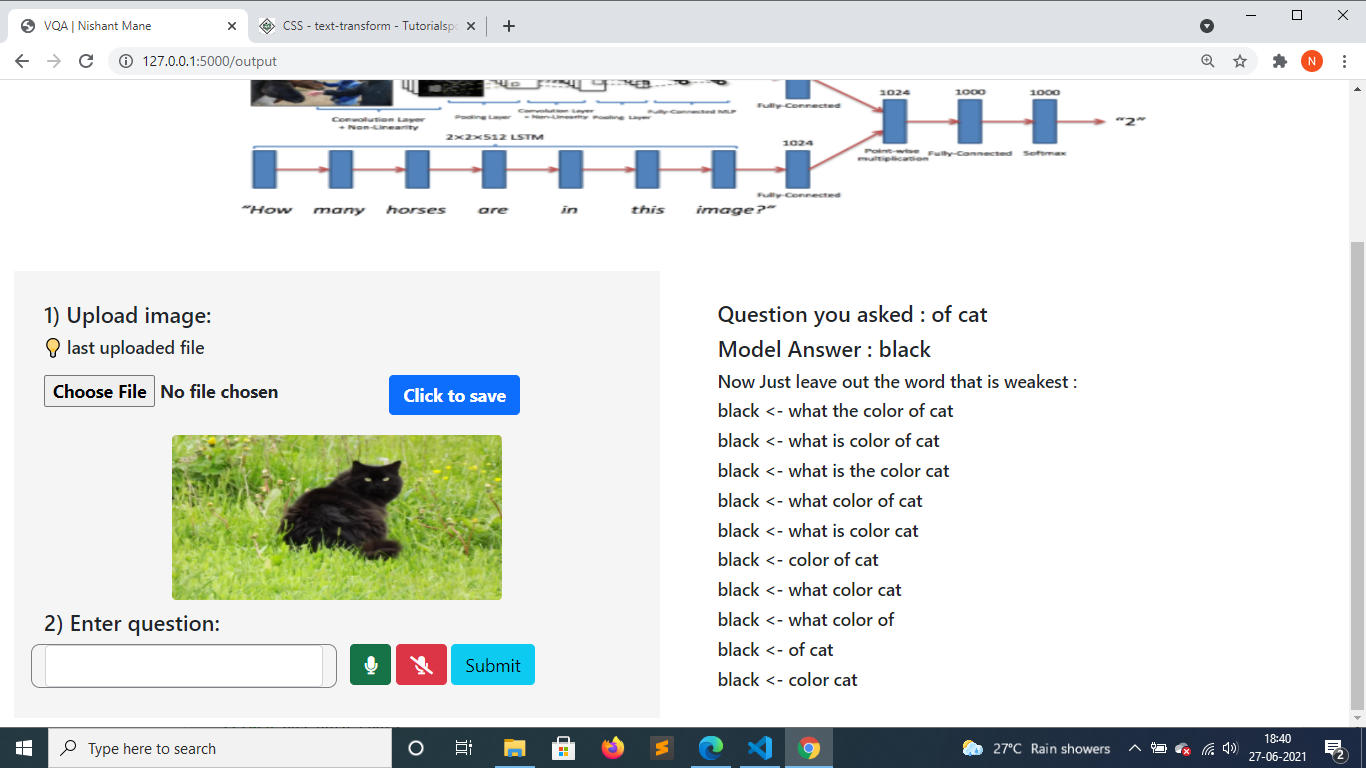 VQA | Nishant Mane
CSS - text-transform - Tutorialspo
127.0.0.1:5000/output
N
Convolution Layer
+ Non-Linearity
Pooling Layer
Convolution Layer
+ Non-Linearity
Pooling Layer
Fully-Connected MLP
Fully-Connected
1024
1000
1000
"2"
Point-wise
multiplication
Fully-Connected
Softmax
2×2×512 LSTM
1024
Fully-Connected
"How many horses are in this image?"
1) Upload image:
last uploaded file
Choose File No file chosen
Click to save
2) Enter question:
Submit
Question you asked : of cat
Model Answer : black
Now Just leave out the word that is weakest :
black <- what the color of cat
black <- what is color of cat
black <- what is the color cat
black <- what color of cat
black <- what is color cat
black <- color of cat
black <- what color cat
black <- what color of
black <- of cat
black <- color cat
Type here to search
27°C Rain showers
18:40
27-06-2021
2